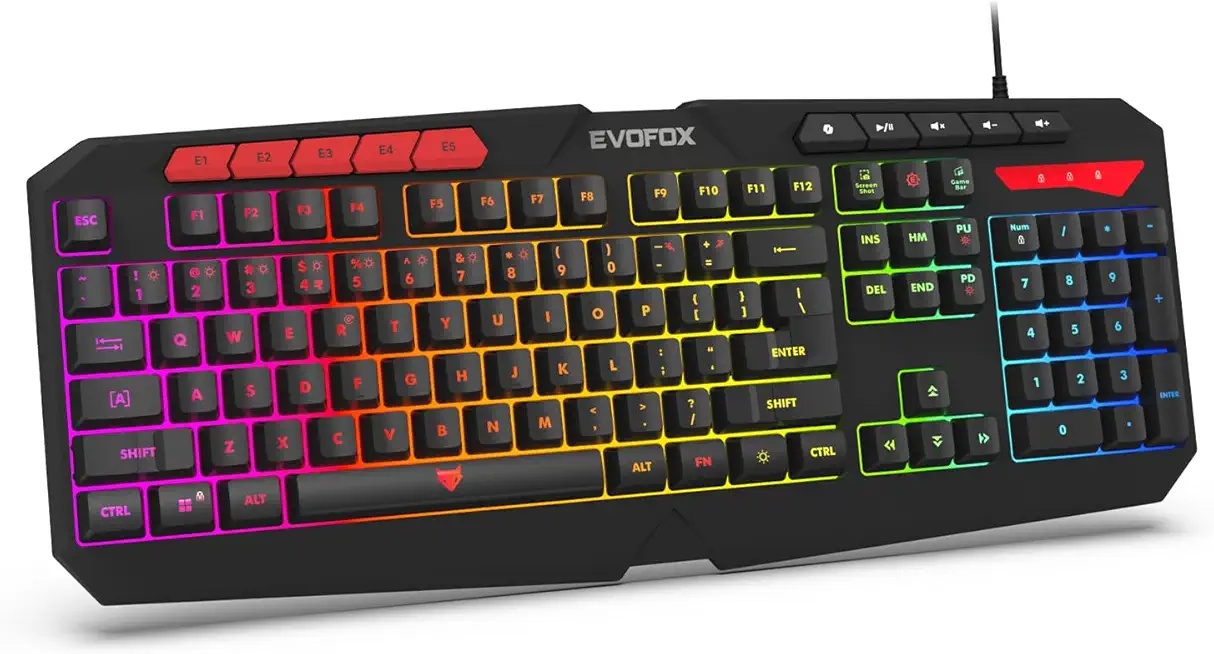 EVOFOX
E1 E2 E3 E4 E5
ESC F1 F2 F3 F4 F5 F6 F7 F8 F9 F10 F11 F12 Screen Shot E Game Bar
~ ! @ # $ % ^ & * ( ) _ +
` 1 2 3 4 ₹ 5 6 7 8 9 0 - =
INS HM PU Num / * -
Q W E R T Y U I O P { [ } ] | \
DEL END PD 7 8 9 +
[A] A S D F G H J K L : ; " ' ENTER
4 5 6
SHIFT Z X C V B N M < , > . ? / SHIFT
1 2 3 ENTER
CTRL ALT ALT FN CTRL
0 .